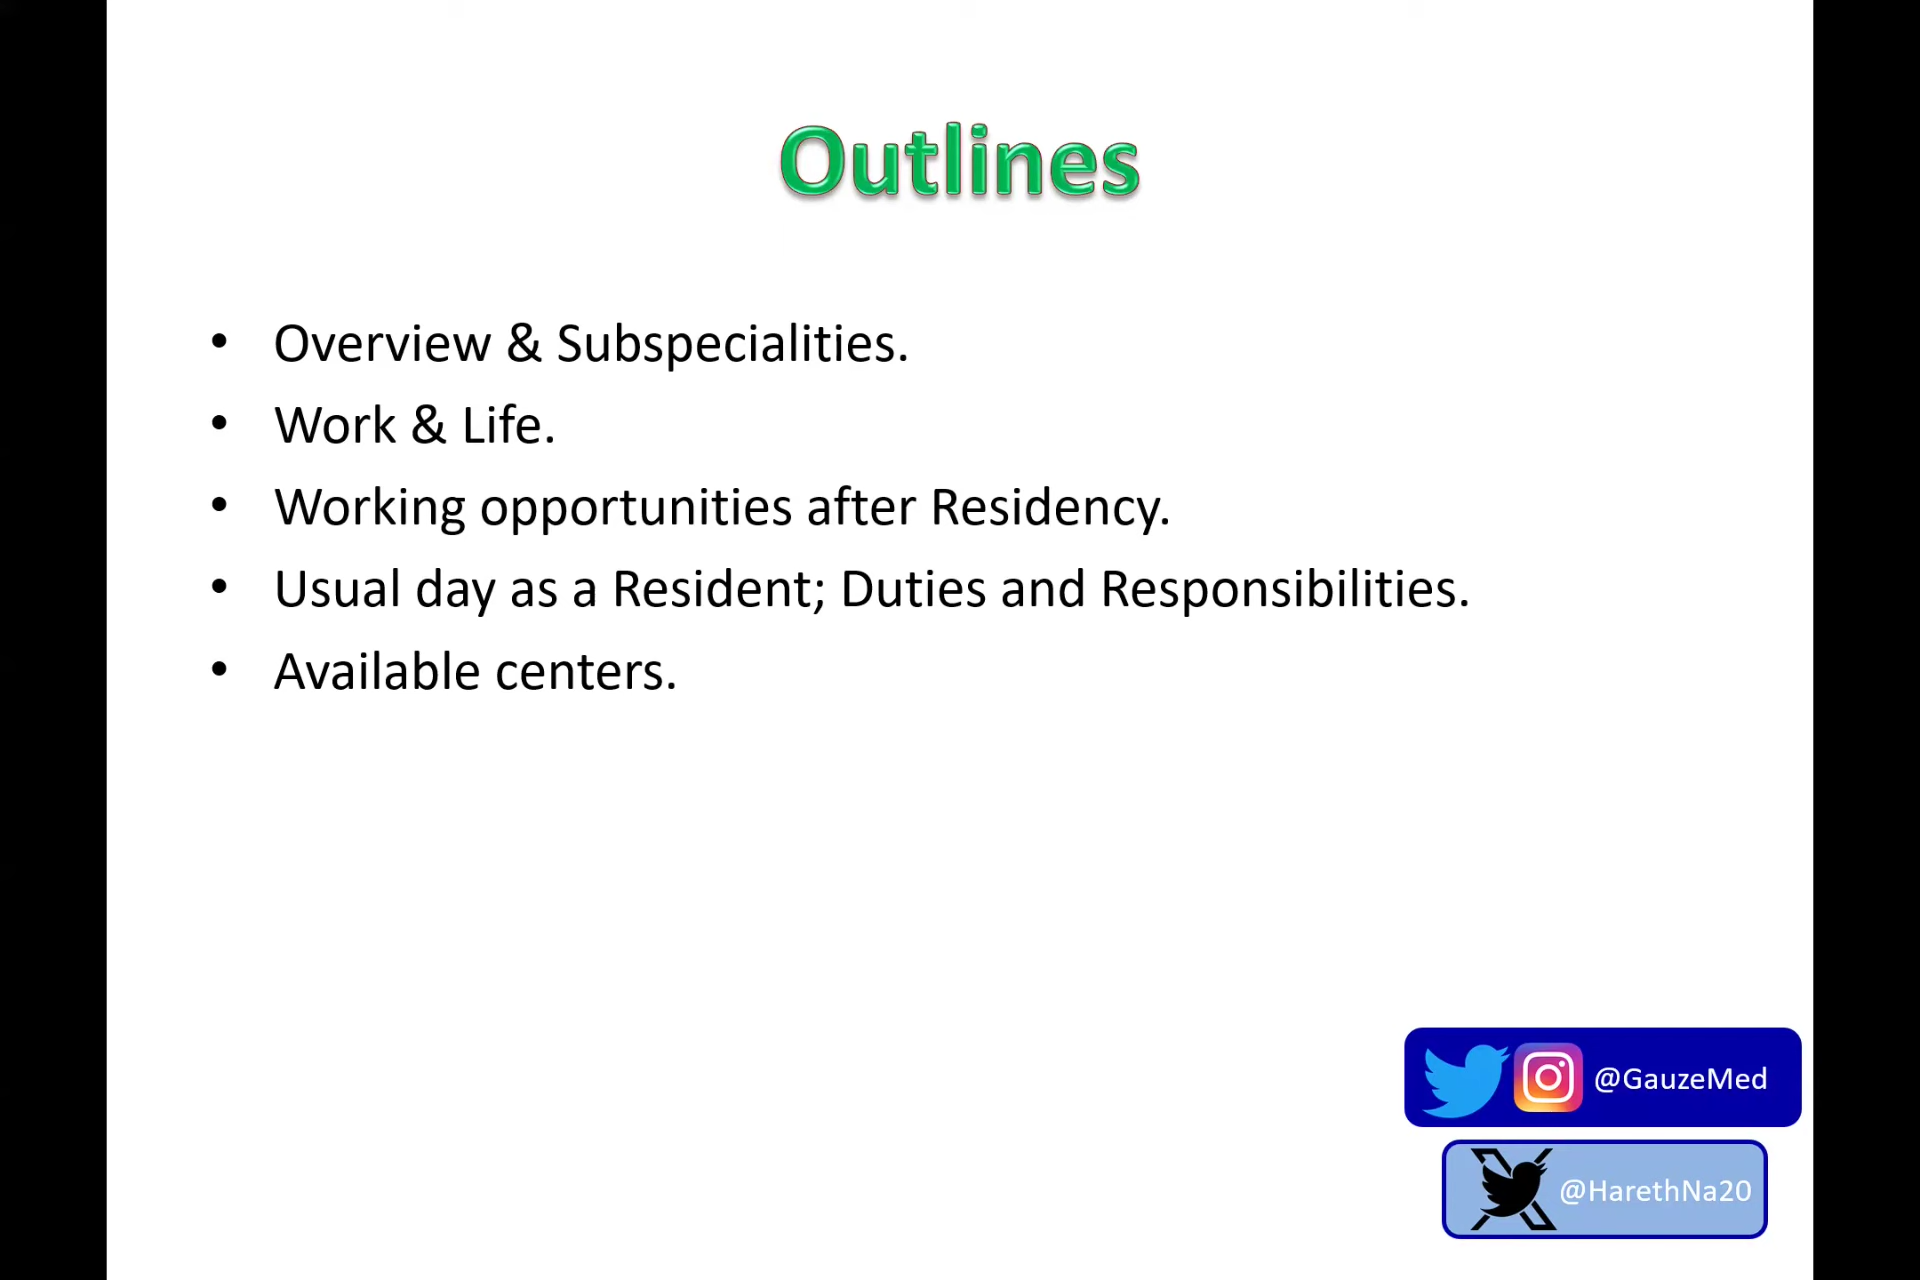 Outlines
• Overview & Subspecialities.
• Work & Life.
• Working opportunities after Residency.
• Usual day as a Resident; Duties and Responsibilities.
• Available centers.
@GauzeMed
@HarethNa20